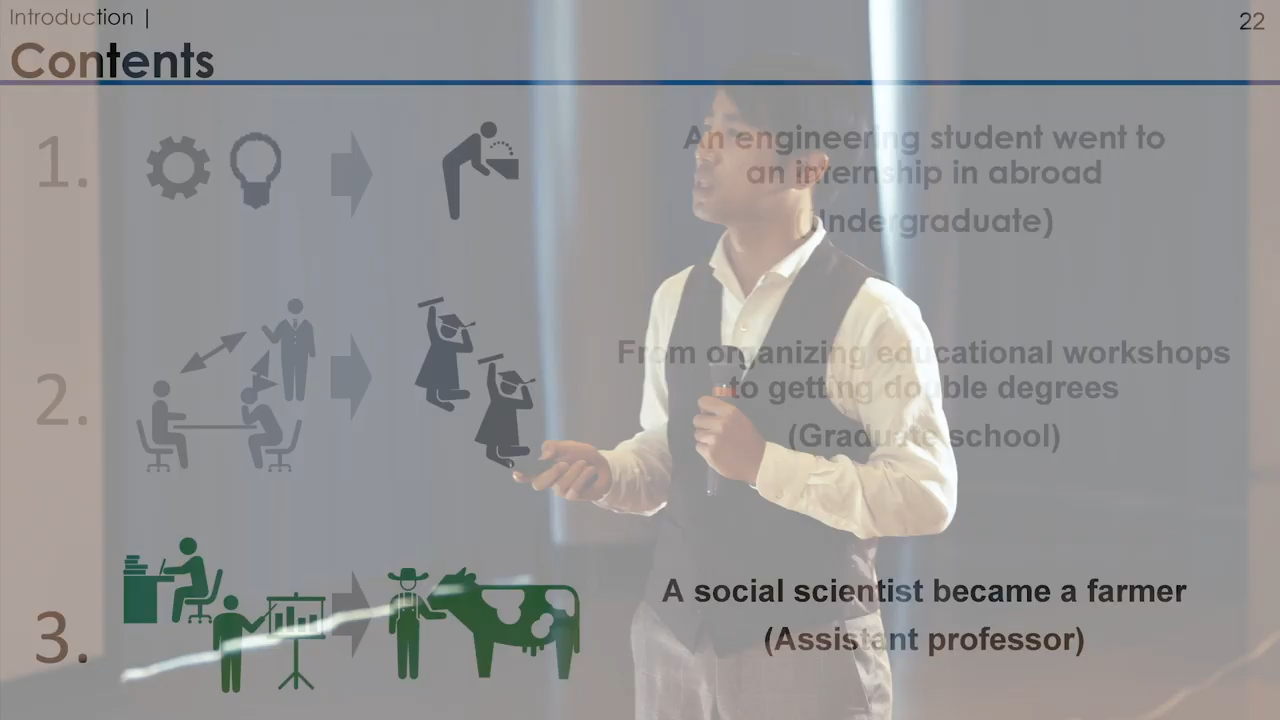 Introduction |
22
Contents
1.
An engineering student went to
an internship in abroad
(Undergraduate)
2.
From organizing educational workshops
to getting double degrees
(Graduate school)
3.
A social scientist became a farmer
(Assistant professor)